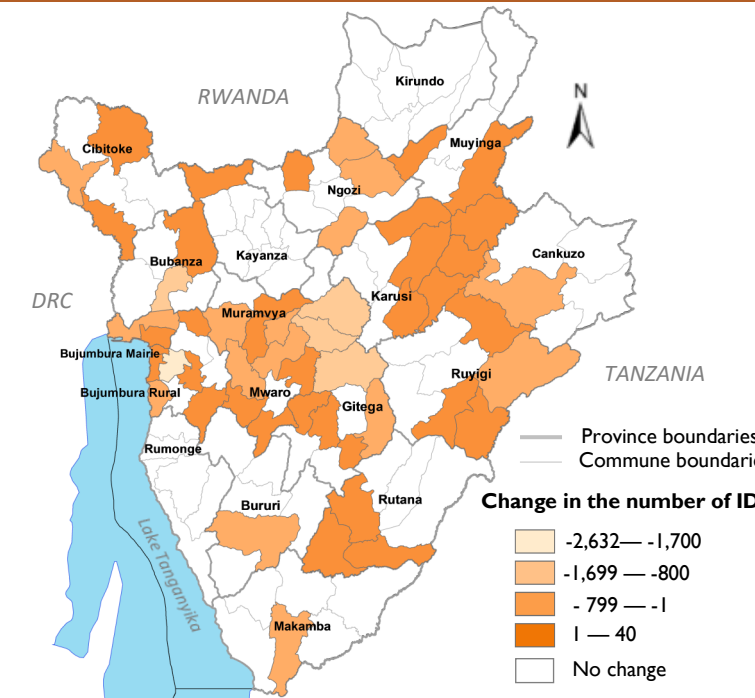 N
RWANDA
Kirundo
Cibitoke
Muyinga
Ngozi
Bubanza
Kayanza
Cankuzo
DRC
Karusi
Muramvya
Bujumbura Mairie
Ruyigi
TANZANIA
Bujumbura Rural
Mwaro
Gitega
Rumonge
Province boundaries
Commune boundarie
Rutana
Bururi
Change in the number of ID
Lake Tanganyika
-2,632— -1,700
-1,699 — -800
- 799 — -1
1 — 40
Makamba
No change